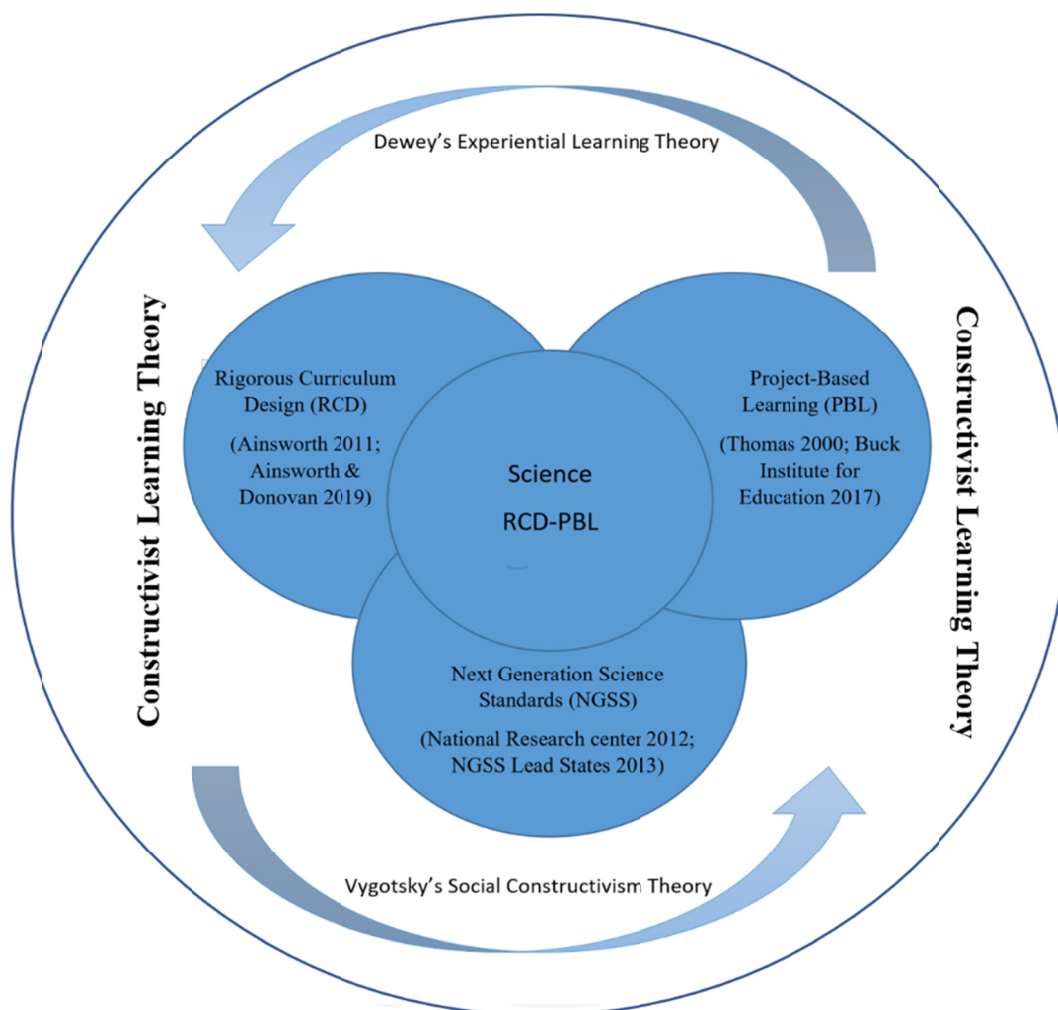 Dewey's Experiential Learning Theory
Constructivist Learning Theory
Rigorous Curriculum
Design (RCD)
(Ainsworth 2011;
Ainsworth &
Donovan 2019)
Science
RCD-PBL
Project-Based
Learning (PBL)
(Thomas 2000; Buck
Institute for
Education 2017)
Constructivist Learning Theory
Next Generation Science
Standards (NGSS)
(National Research center 2012;
NGSS Lead States 2013)
Vygotsky's Social Constructivism Theory